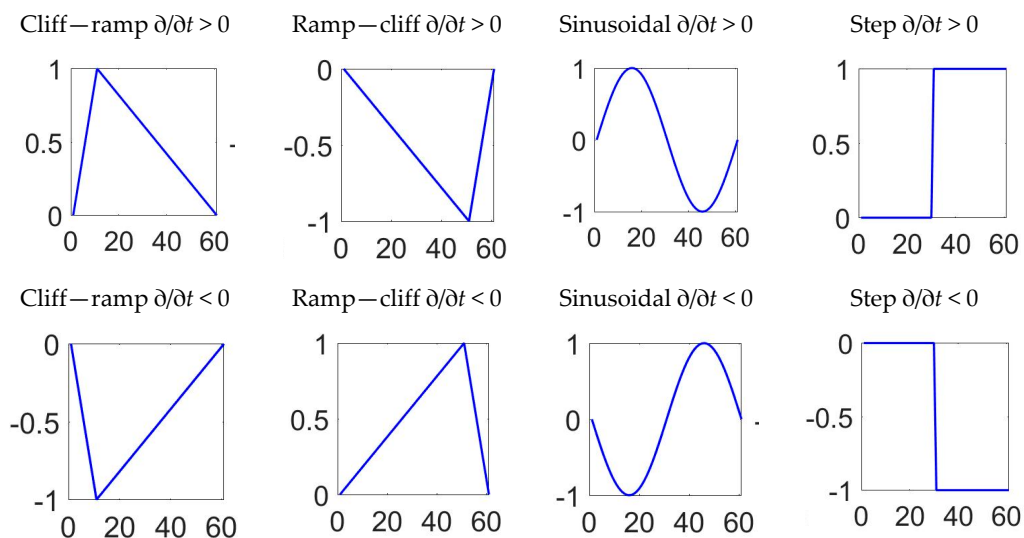 Cliff—ramp ∂/∂t > 0
Ramp—cliff ∂/∂t > 0
Sinusoidal ∂/∂t > 0
Step ∂/∂t > 0
1
0.5
0
0 20 40 60
0
-0.5
-1
0 20 40 60
1
0
-1
0 20 40 60
1
0.5
0
0 20 40 60
Cliff—ramp ∂/∂t < 0
Ramp—cliff ∂/∂t < 0
Sinusoidal ∂/∂t < 0
Step ∂/∂t < 0
0
-0.5
-1
0 20 40 60
1
0.5
0
0 20 40 60
1
0
-1
0 20 40 60
0
-0.5
-1
0 20 40 60